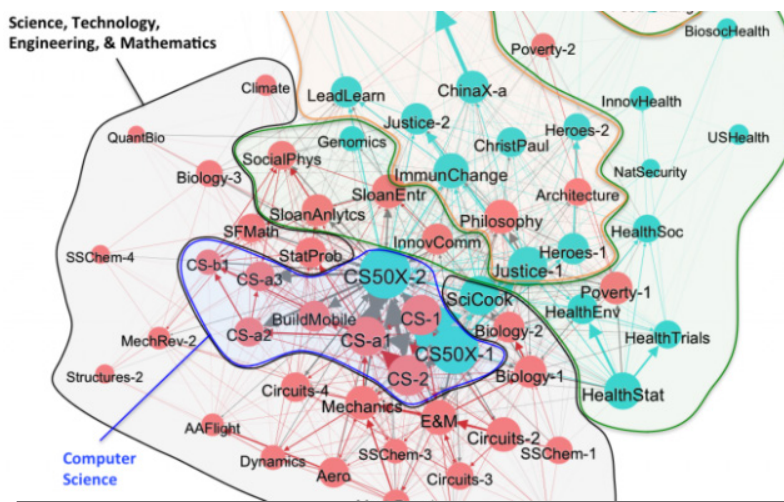 Science, Technology,
Engineering, & Mathematics
BiosocHealth
Poverty-2
Climate
LeadLearn
ChinaX-a
InnovHealth
Justice-2
Heroes-2
QuantBio
Genomics
ChristPaul
USHealth
SocialPhys
ImmunChange
NatSecurity
Biology-3
SloanEntr
Architecture
SloanAnlytcs
Philosophy
SFMath
HealthSoc
InnovComm
Heroes-1
SSChem-4
StatProb
CS-b1
Justice-1
CS-a3
CS50X-2
Poverty-1
SciCook
HealthEnv
BuildMobile
CS-1
Biology-2
CS-a2
MechRev-2
CS-a1
HealthTrials
CS50X-1
Structures-2
CS-2
Biology-1
Circuits-4
HealthStat
Mechanics
E&M
AAFlight
Circuits-2
Computer
Science
SSChem-3
SSChem-1
Dynamics
Aero
Circuits-3